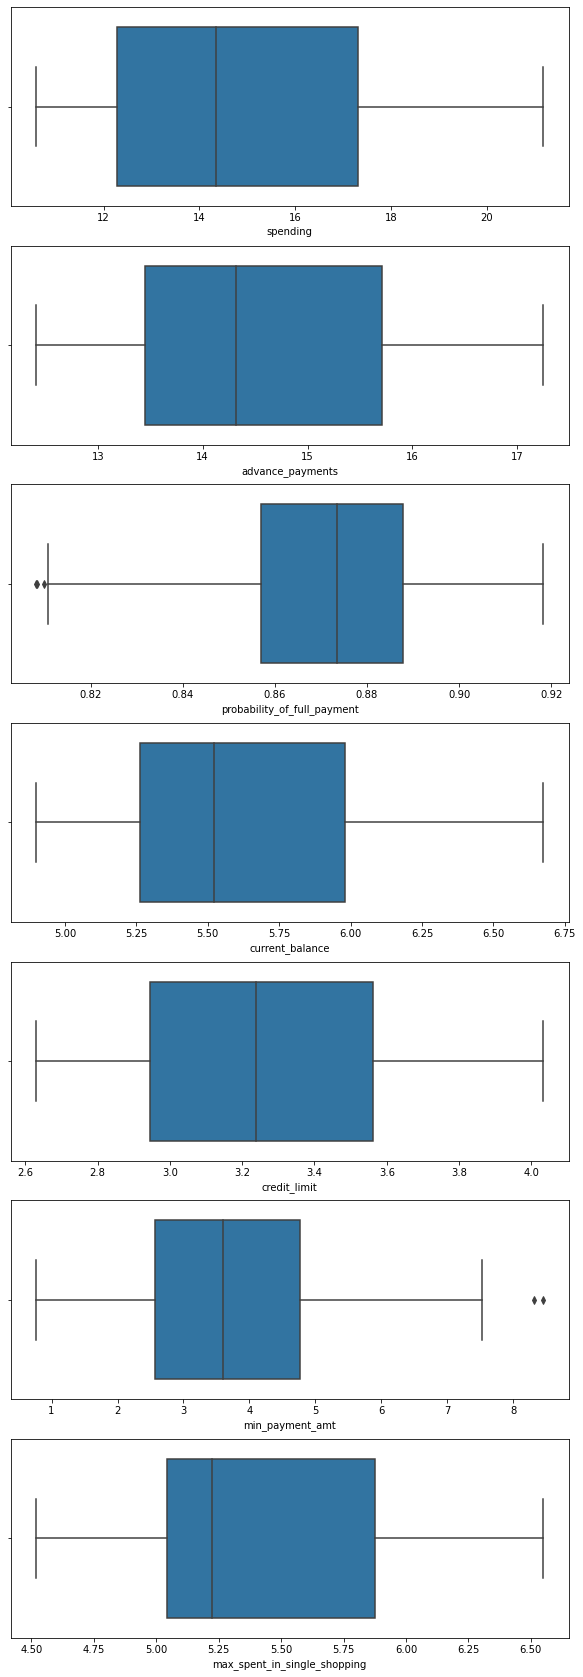 12 14 16 18 20
spending
13 14 15 16 17
advance_payments
0.82 0.84 0.86 0.88 0.90 0.92
probability_of_full_payment
5.00 5.25 5.50 5.75 6.00 6.25 6.50 6.75
current_balance
2.6 2.8 3.0 3.2 3.4 3.6 3.8 4.0
credit_limit
1 2 3 4 5 6 7 8
min_payment_amt
4.50 4.75 5.00 5.25 5.50 5.75 6.00 6.25 6.50
max_spent_in_single_shopping